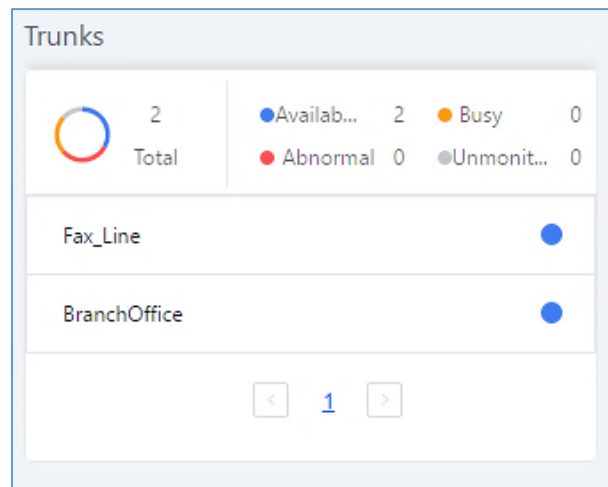 Trunks
2
Total
Availab... 2
Busy 0
Abnormal 0
Unmonit... 0
Fax_Line
BranchOffice
< 1 >